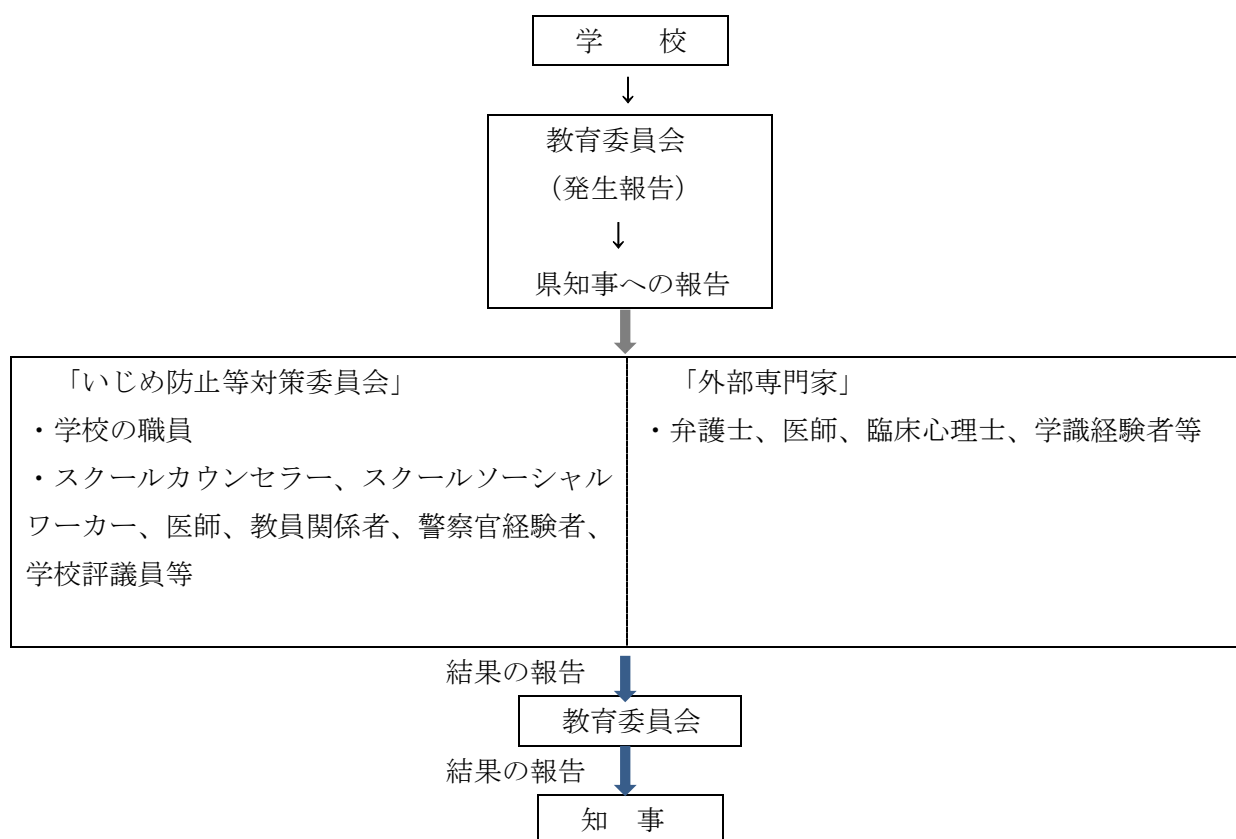 学　　校
↓
教育委員会
（発生報告）
↓
県知事への報告
「いじめ防止等対策委員会」
・学校の職員
・スクールカウンセラー、スクールソーシャル
ワーカー、医師、教員関係者、警察官経験者、
学校評議員等
「外部専門家」
・弁護士、医師、臨床心理士、学識経験者等
結果の報告
教育委員会
結果の報告
知　事